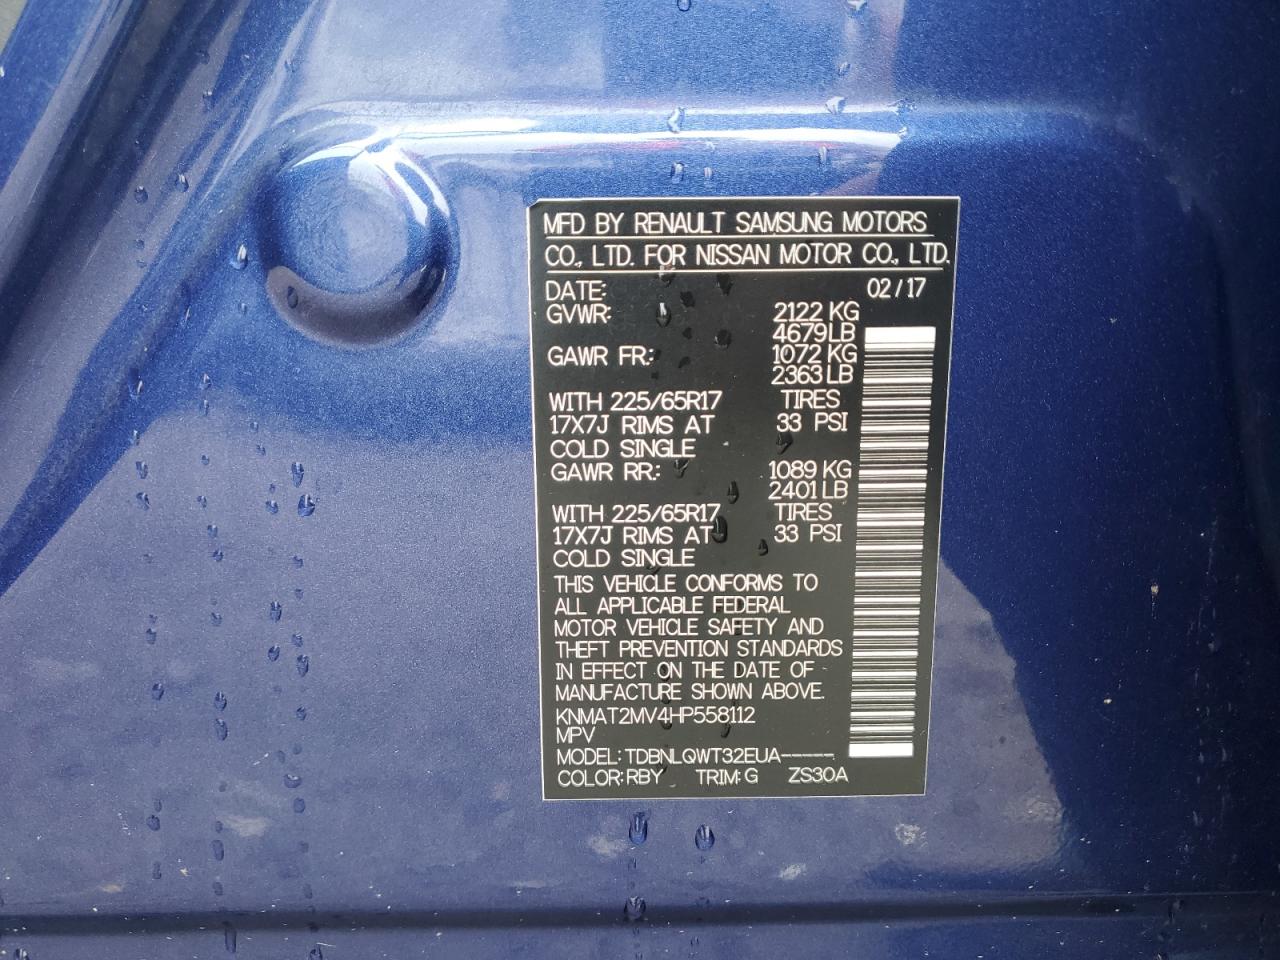 MFD BY RENAULT SAMSUNG MOTORS
CO., LTD. FOR NISSAN MOTOR CO., LTD.
DATE: 02/17
GVWR: 2122 KG
4679LB
GAWR FR.: 1072 KG
2363LB
WITH 225/65R17 TIRES
17X7J RIMS AT 33 PSI
COLD SINGLE
GAWR RR.: 1089 KG
2401LB
WITH 225/65R17 TIRES
17X7J RIMS AT 33 PSI
COLD SINGLE
THIS VEHICLE CONFORMS TO
ALL APPLICABLE FEDERAL
MOTOR VEHICLE SAFETY AND
THEFT PREVENTION STANDARDS
IN EFFECT ON THE DATE OF
MANUFACTURE SHOWN ABOVE.
KNMAT2MV4HP558112
MPV
MODEL: TDBNLQWT32EUA-----
COLOR:RBY TRIM:G ZS30A